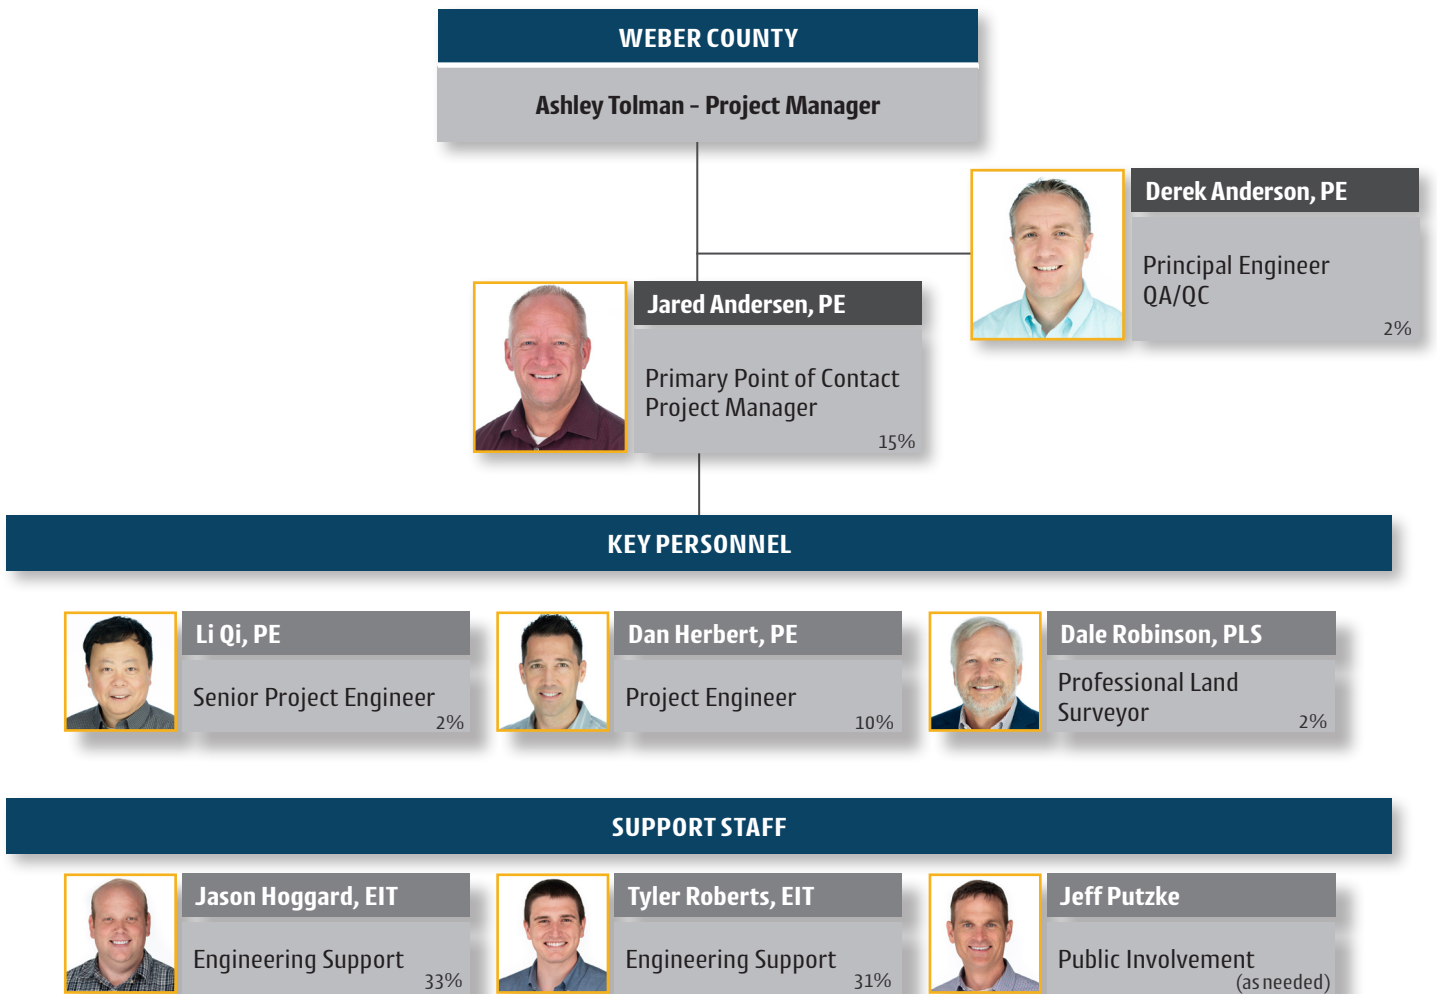 WEBER COUNTY
Ashley Tolman - Project Manager
Derek Anderson, PE
Principal Engineer
QA/QC
2%
Jared Andersen, PE
Primary Point of Contact
Project Manager
15%
KEY PERSONNEL
Li Qi, PE
Senior Project Engineer
2%
Dan Herbert, PE
Project Engineer
10%
Dale Robinson, PLS
Professional Land
Surveyor
2%
SUPPORT STAFF
Jason Hoggard, EIT
Engineering Support
33%
Tyler Roberts, EIT
Engineering Support
31%
Jeff Putzke
Public Involvement
(as needed)